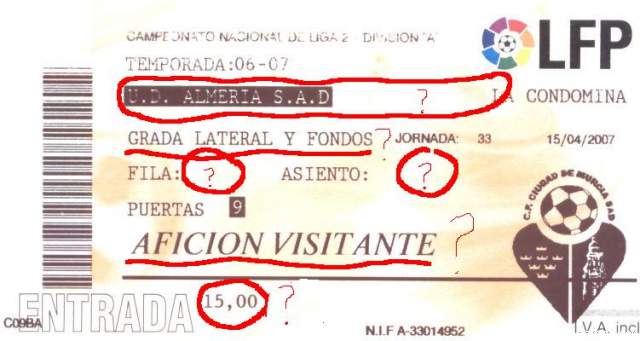 CAMPEONATO NACIONAL DE LIGA 2ª DIVISION "A"
LFP
TEMPORADA:06-07
U.D. ALMERIA S.A.D ?
LA CONDOMINA
GRADA LATERAL Y FONDOS ? JORNADA: 33 15/04/2007
FILA: ? ASIENTO: ?
PUERTAS 9
C.F. CIUDAD DE MURCIA SAD
AFICION VISITANTE ?
15,00 ?
ENTRADA
C09BA
N.I.F A-33014952
I.V.A. incl